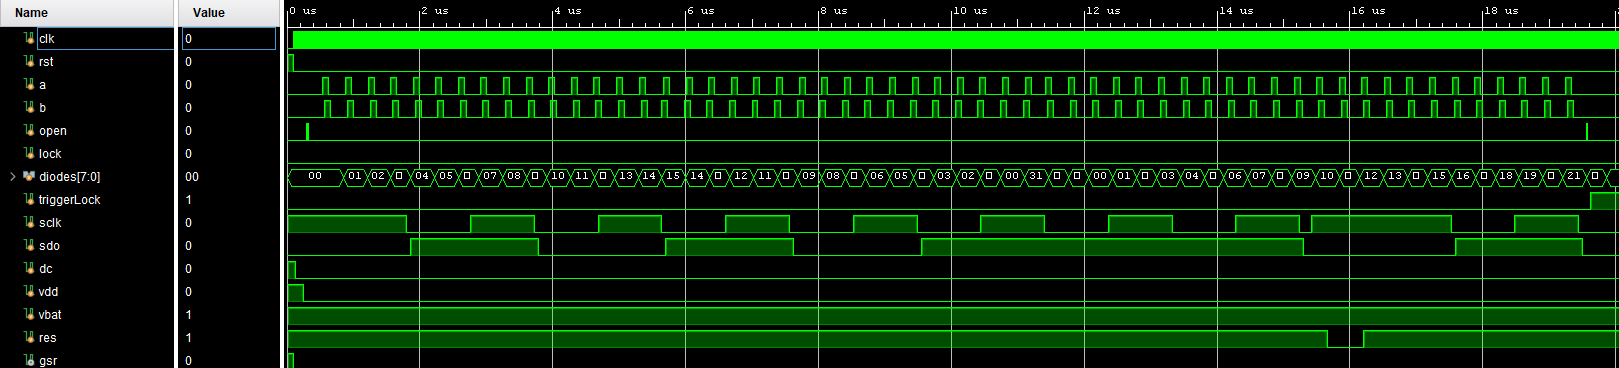 Name Value 0 us 2 us 4 us 6 us 8 us 10 us 12 us 14 us 16 us 18 us
clk 0
rst 0
a 0
b 0
open 0
lock 0
diodes[7:0] 00 00 01 02 04 05 07 08 10 11 13 14 15 14 12 11 09 08 06 05 03 02 00 31 00 01 03 04 06 07 09 10 12 13 15 16 18 19 21
triggerLock 1
sclk 0
sdo 0
dc 0
vdd 0
vbat 1
res 1
gsr 0